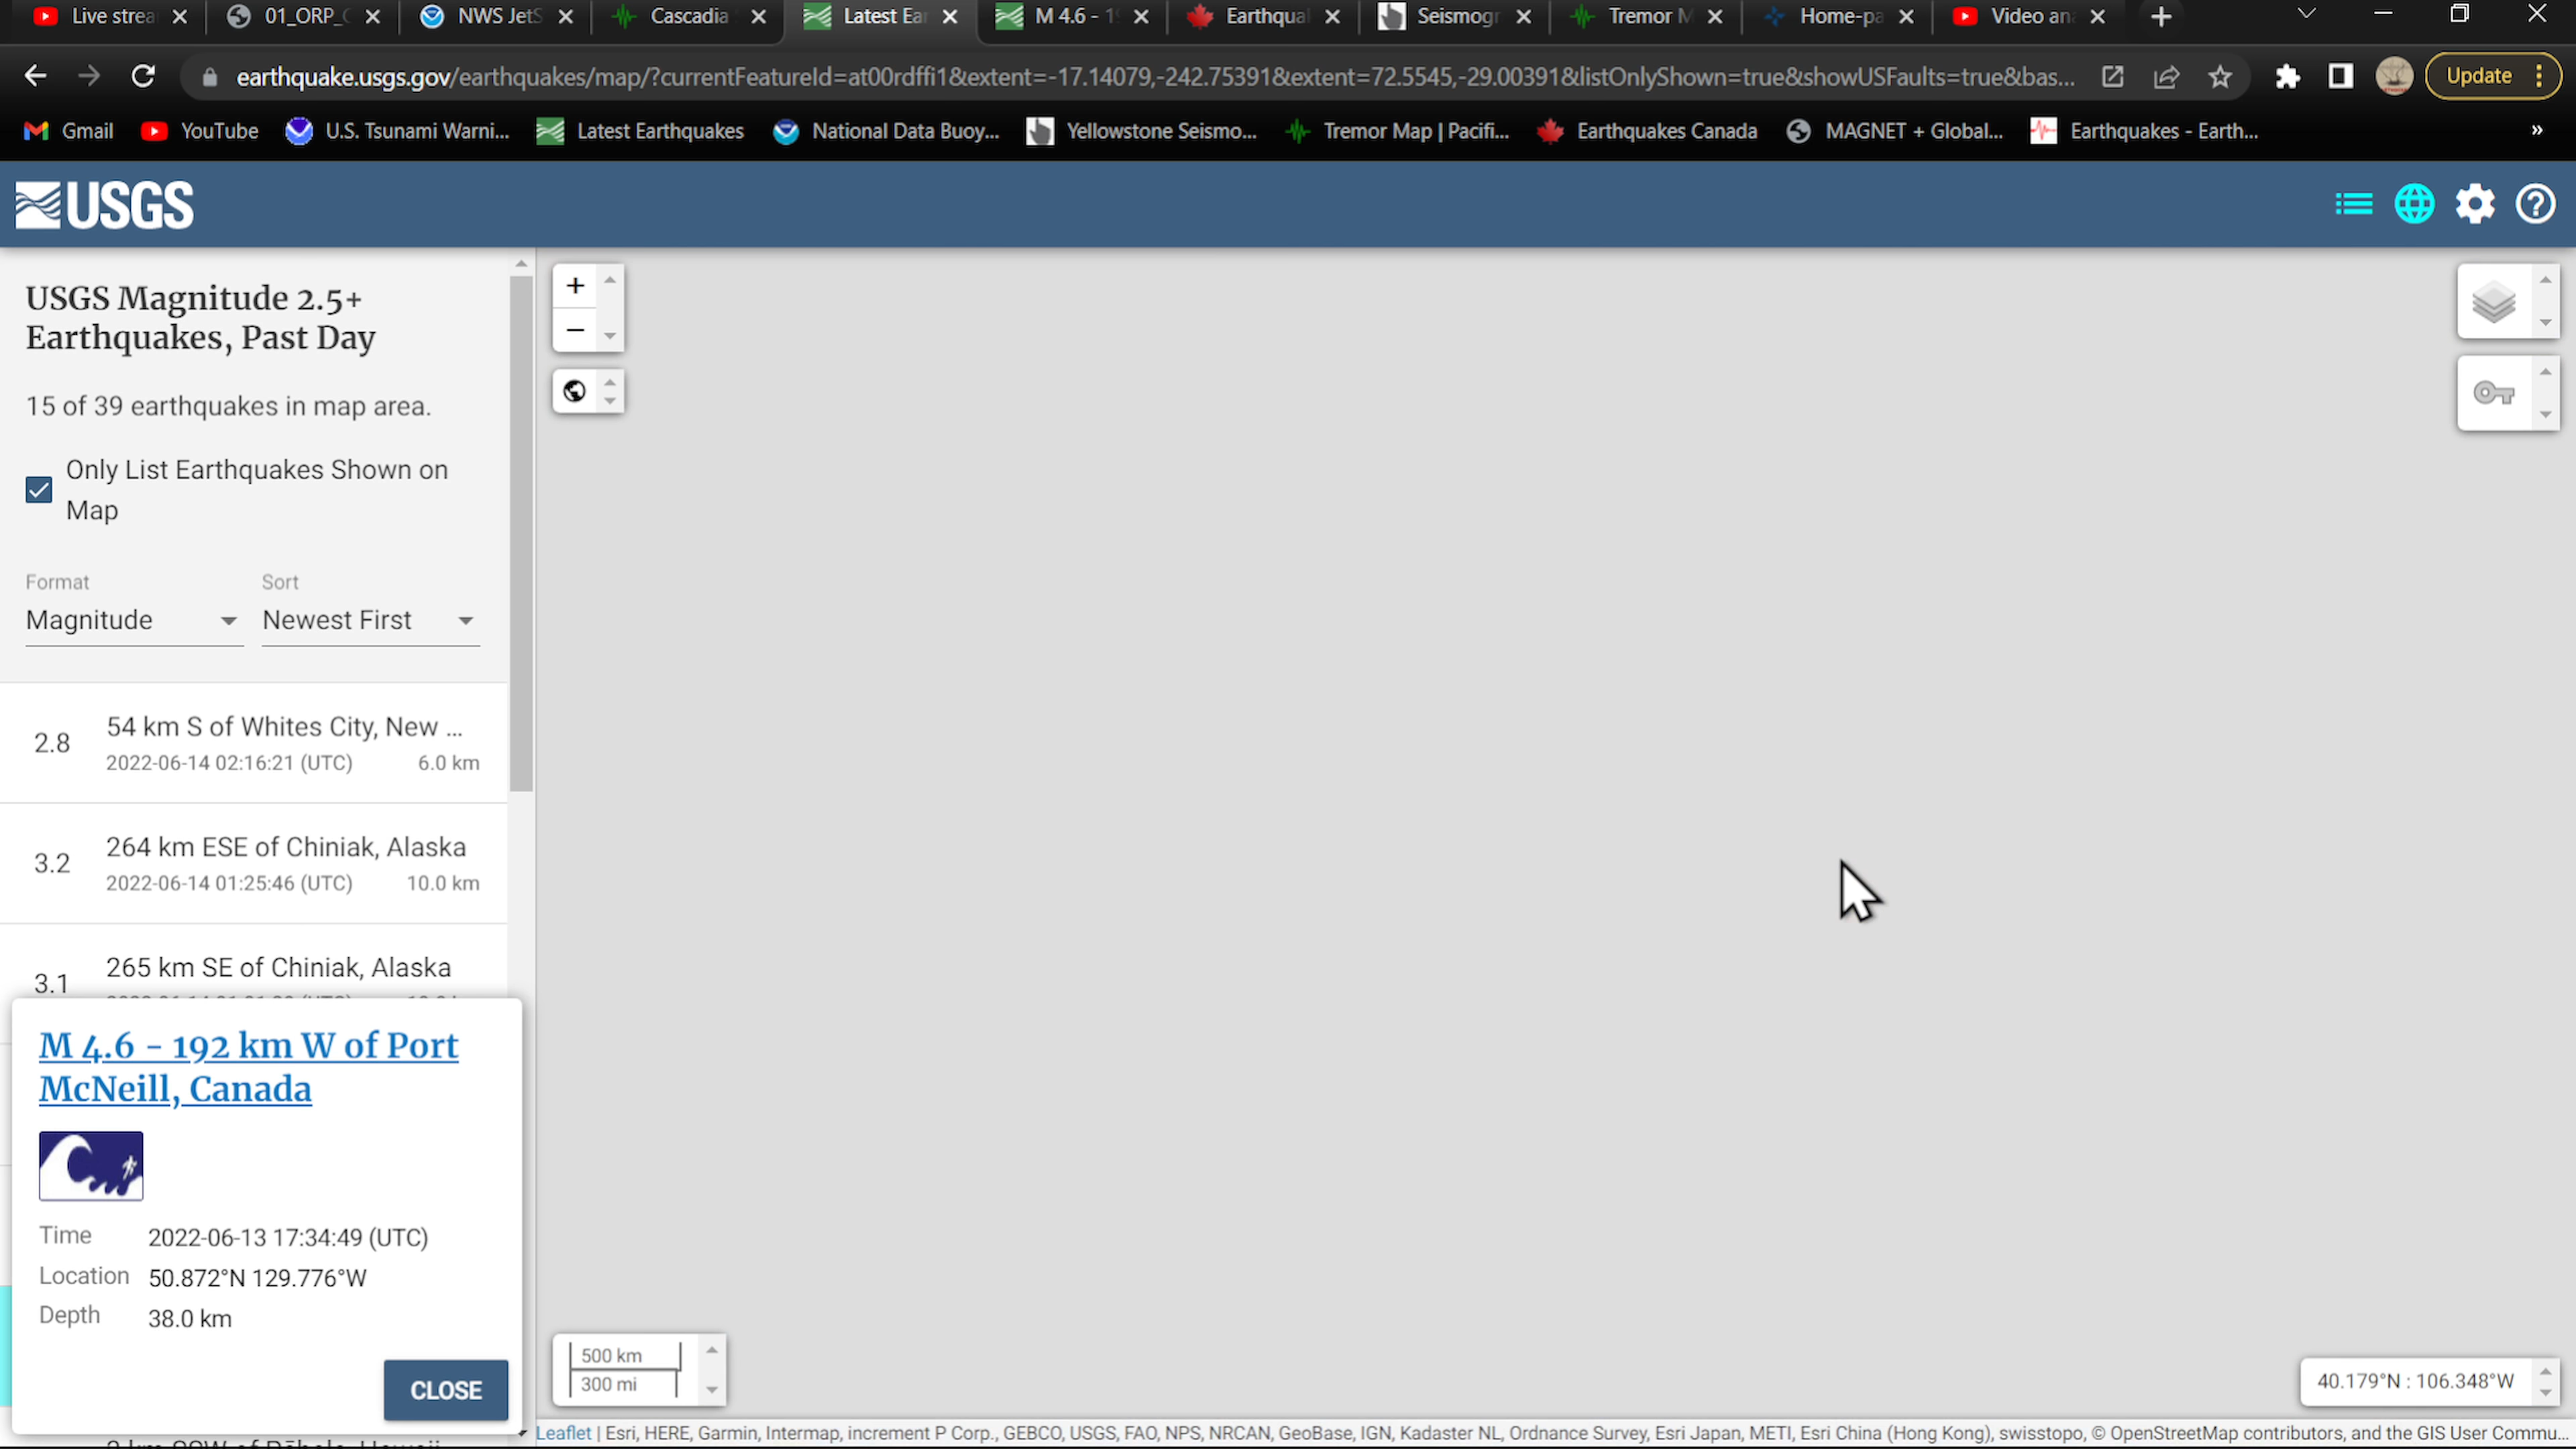 Live strea
01_ORP_C
NWS JetS
Cascadia
Latest Ea
M 4.6 - 1
Earthqua
Seismogr
Tremor M
Home-pa
Video an
earthquake.usgs.gov/earthquakes/map/?currentFeatureId=at00rdffi1&extent=-17.14079,-242.75391&extent=72.5545,-29.00391&listOnlyShown=true&showUSFaults=true&bas...
Update
Gmail
YouTube
U.S. Tsunami Warni...
Latest Earthquakes
National Data Buoy...
Yellowstone Seismo...
Tremor Map | Pacifi...
Earthquakes Canada
MAGNET + Global...
Earthquakes - Earth...
»
USGS
USGS Magnitude 2.5+
Earthquakes, Past Day
15 of 39 earthquakes in map area.
Only List Earthquakes Shown on
Map
Format
Sort
Magnitude
Newest First
2.8
54 km S of Whites City, New ...
2022-06-14 02:16:21 (UTC) 6.0 km
3.2
264 km ESE of Chiniak, Alaska
2022-06-14 01:25:46 (UTC) 10.0 km
3.1
265 km SE of Chiniak, Alaska
M 4.6 - 192 km W of Port
McNeill, Canada
Time 2022-06-13 17:34:49 (UTC)
Location 50.872°N 129.776°W
Depth 38.0 km
CLOSE
500 km
300 mi
40.179°N : 106.348°W
Leaflet | Esri, HERE, Garmin, Intermap, increment P Corp., GEBCO, USGS, FAO, NPS, NRCAN, GeoBase, IGN, Kadaster NL, Ordnance Survey, Esri Japan, METI, Esri China (Hong Kong), swisstopo, © OpenStreetMap contributors, and the GIS User Commu...